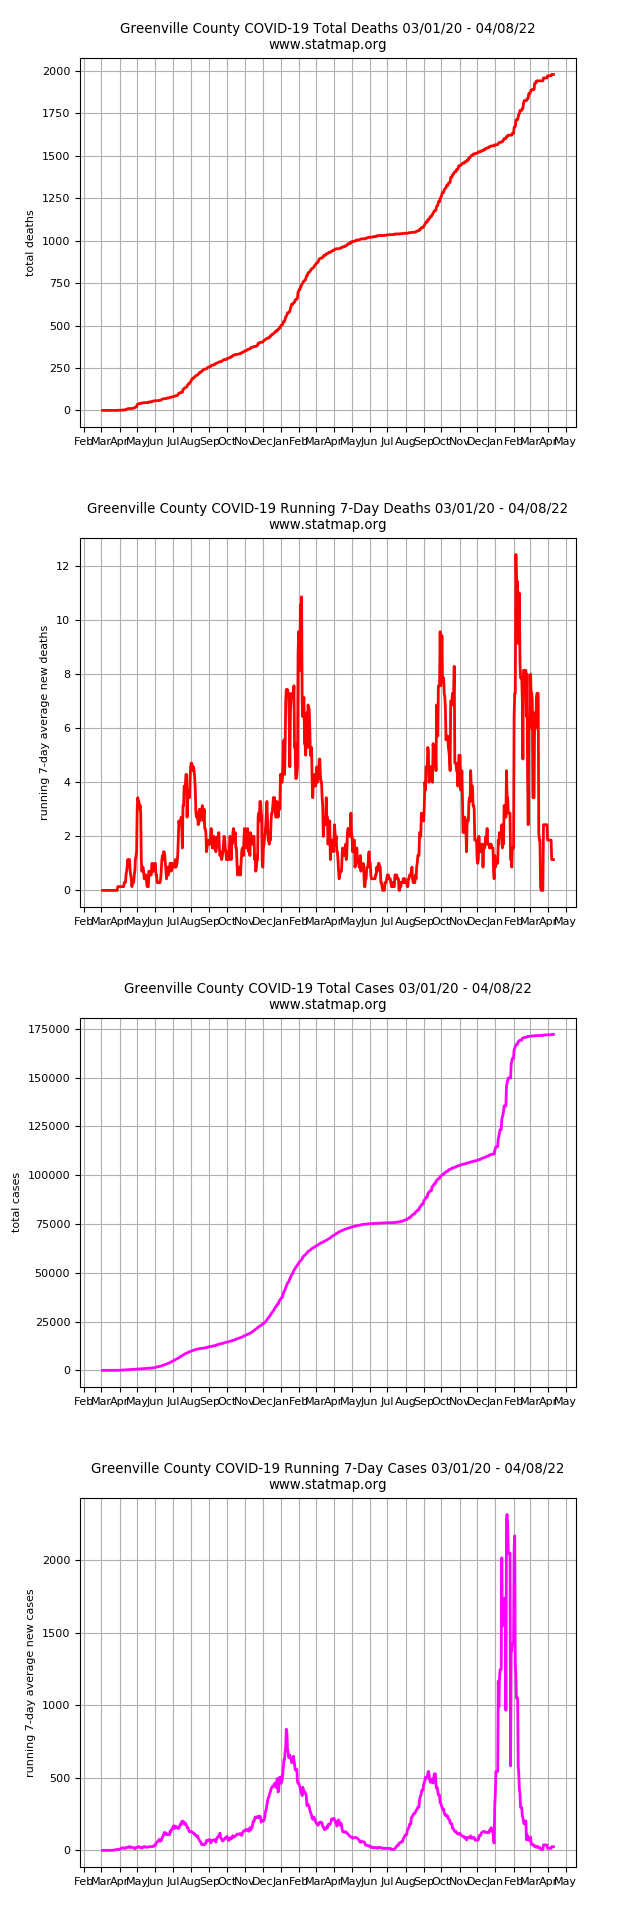 Greenville County COVID-19 Total Deaths 03/01/20 - 04/08/22
www.statmap.org
2000
1750
1500
1250
1000
750
500
250
0
total deaths
Feb Mar Apr May Jun Jul Aug Sep Oct Nov Dec Jan Feb Mar Apr May Jun Jul Aug Sep Oct Nov Dec Jan Feb Mar Apr May
Greenville County COVID-19 Running 7-Day Deaths 03/01/20 - 04/08/22
www.statmap.org
12
10
8
6
4
2
0
running 7-day average new deaths
Feb Mar Apr May Jun Jul Aug Sep Oct Nov Dec Jan Feb Mar Apr May Jun Jul Aug Sep Oct Nov Dec Jan Feb Mar Apr May
Greenville County COVID-19 Total Cases 03/01/20 - 04/08/22
www.statmap.org
175000
150000
125000
100000
75000
50000
25000
0
total cases
Feb Mar Apr May Jun Jul Aug Sep Oct Nov Dec Jan Feb Mar Apr May Jun Jul Aug Sep Oct Nov Dec Jan Feb Mar Apr May
Greenville County COVID-19 Running 7-Day Cases 03/01/20 - 04/08/22
www.statmap.org
2000
1500
1000
500
0
running 7-day average new cases
Feb Mar Apr May Jun Jul Aug Sep Oct Nov Dec Jan Feb Mar Apr May Jun Jul Aug Sep Oct Nov Dec Jan Feb Mar Apr May